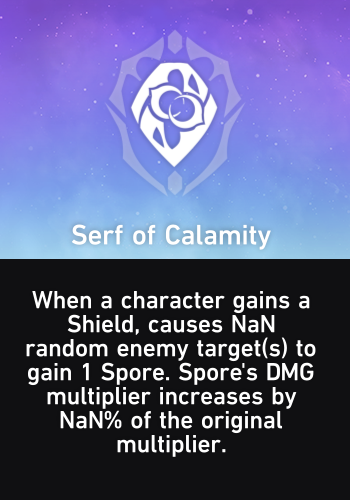 Serf of Calamity
When a character gains a
Shield, causes NaN
random enemy target(s) to
gain 1 Spore. Spore's DMG
multiplier increases by
NaN% of the original
multiplier.